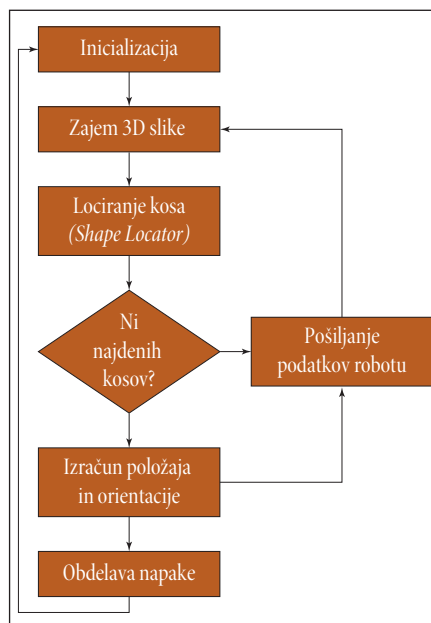 Inicializacija
Zajem 3D slike
Lociranje kosa
(Shape Locator)
Ni
najdenih
kosov?
Pošiljanje
podatkov robotu
Izračun položaja
in orientacije
Obdelava napake